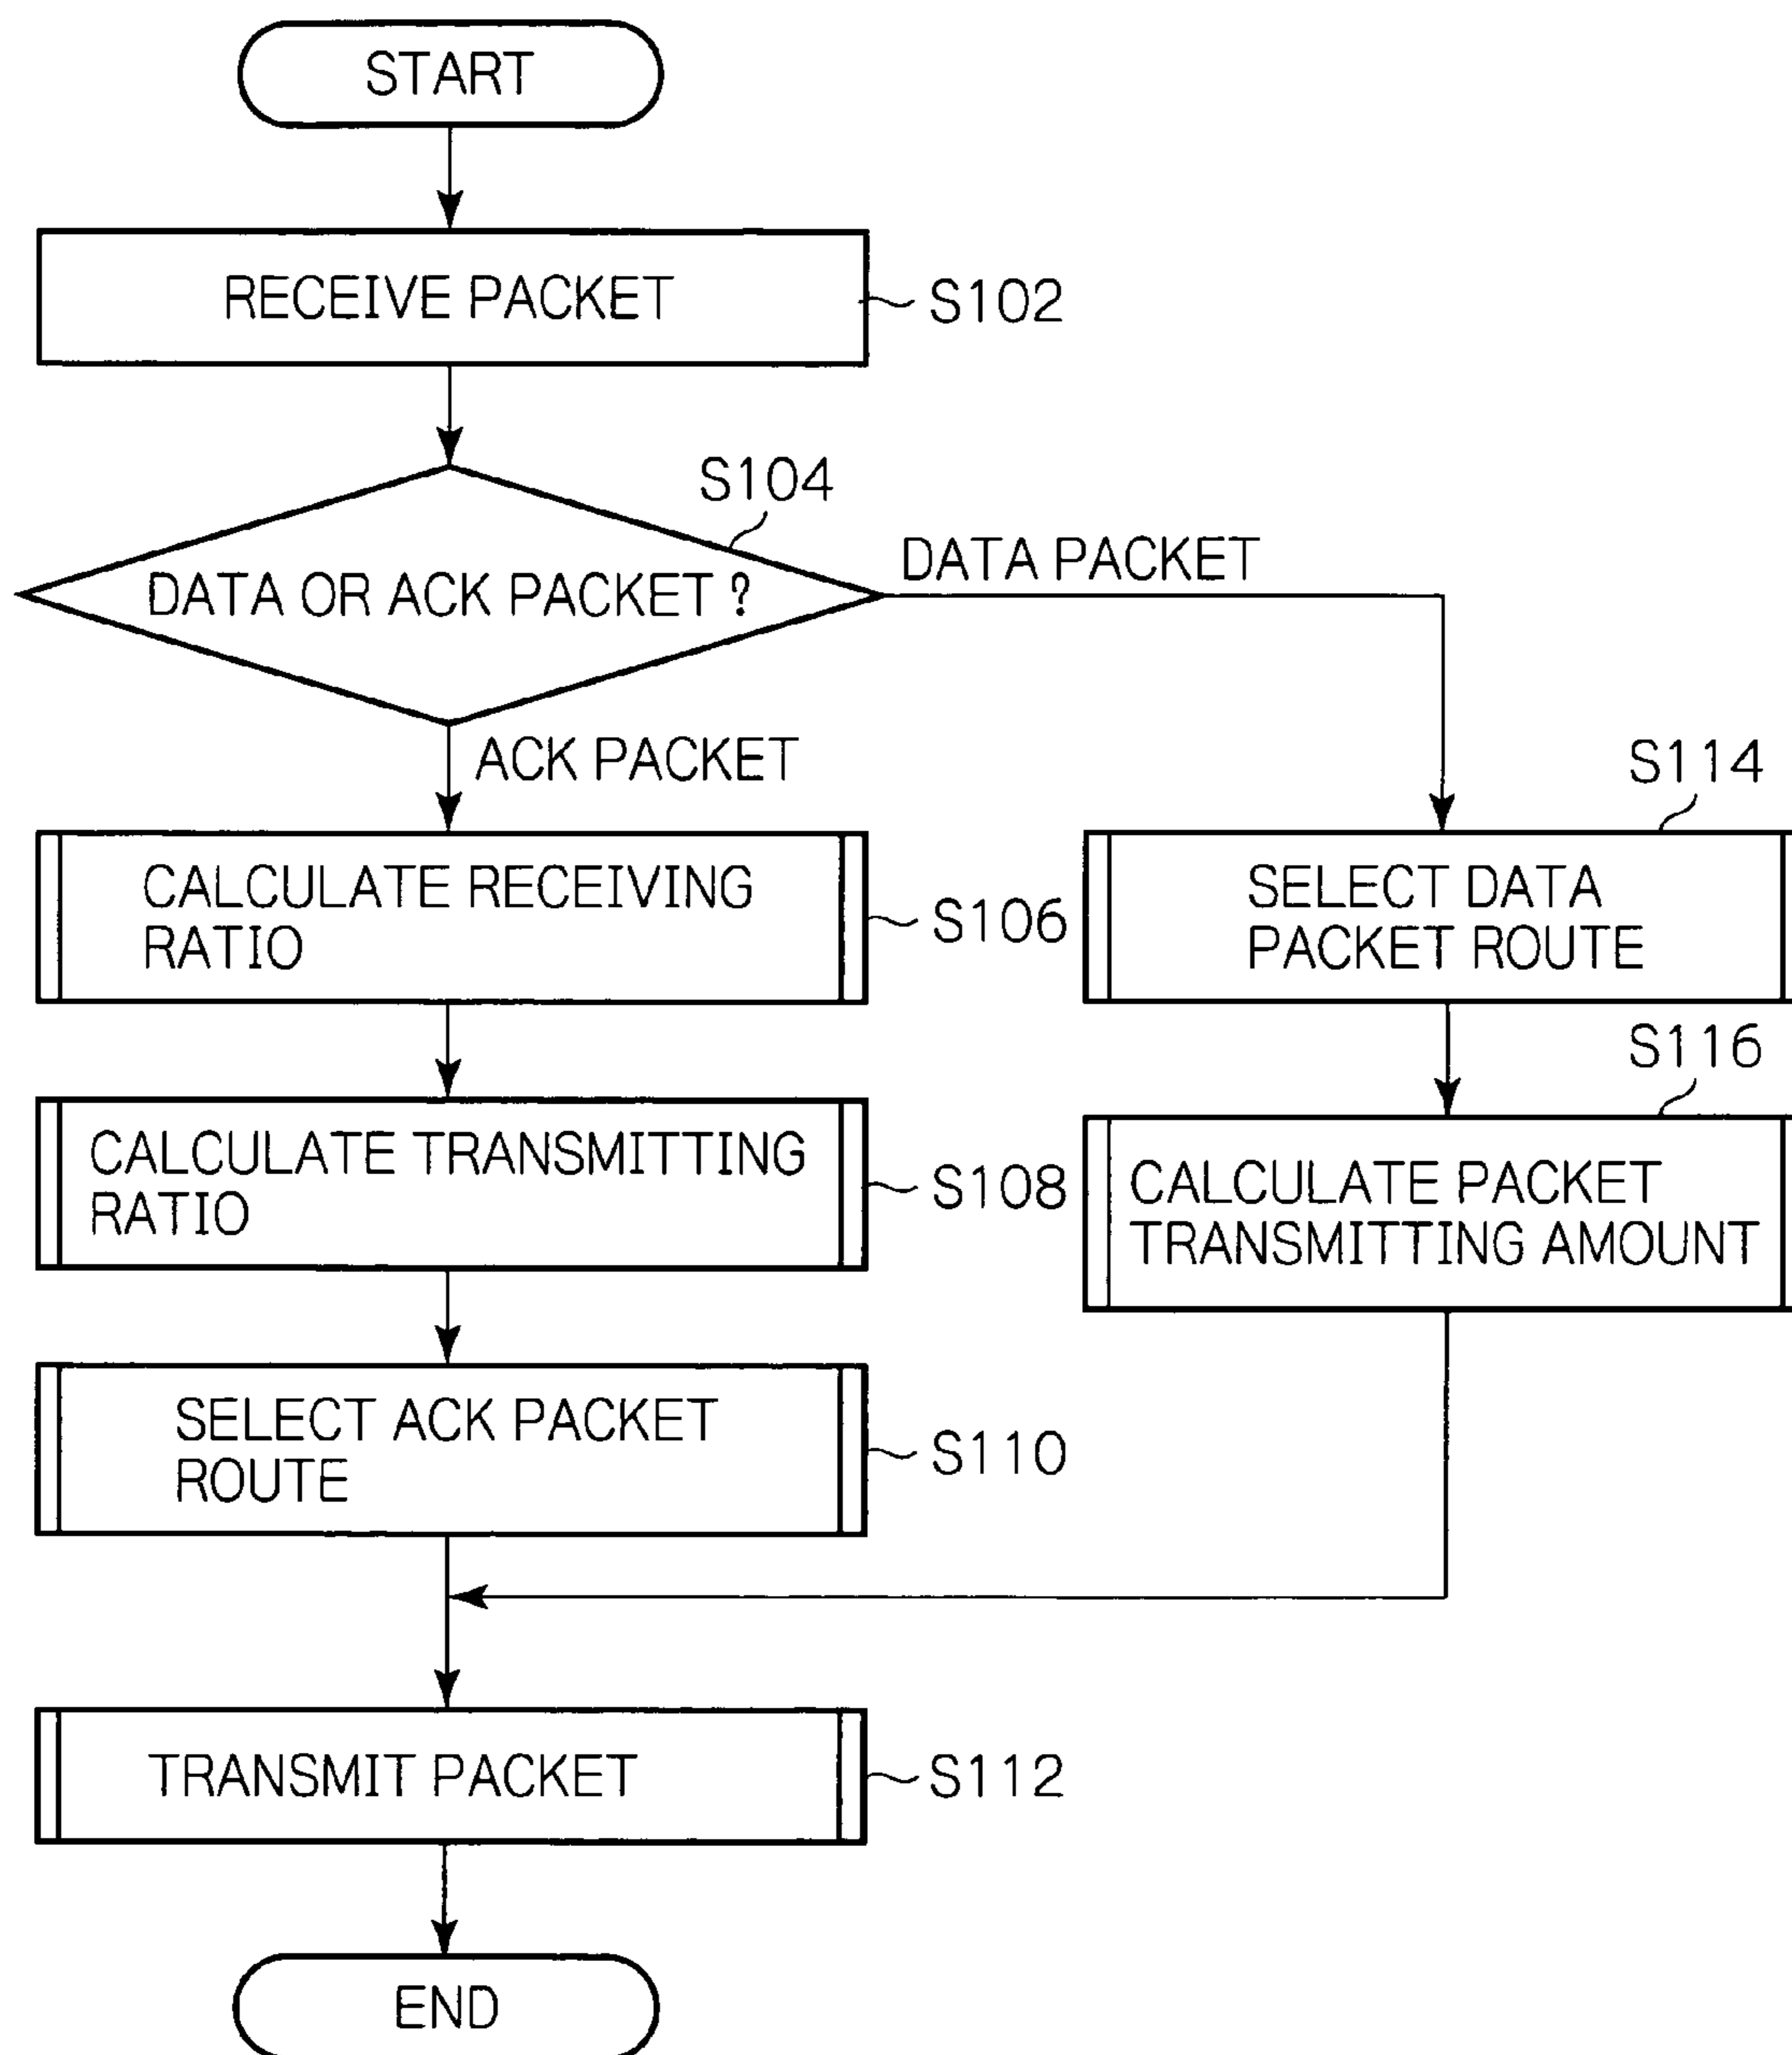 START
RECEIVE PACKET
S102
S104
DATA OR ACK PACKET ?
DATA PACKET
ACK PACKET
CALCULATE RECEIVING
RATIO
S106
S114
SELECT DATA
PACKET ROUTE
CALCULATE TRANSMITTING
RATIO
S108
S116
CALCULATE PACKET
TRANSMITTING AMOUNT
SELECT ACK PACKET
ROUTE
S110
TRANSMIT PACKET
S112
END